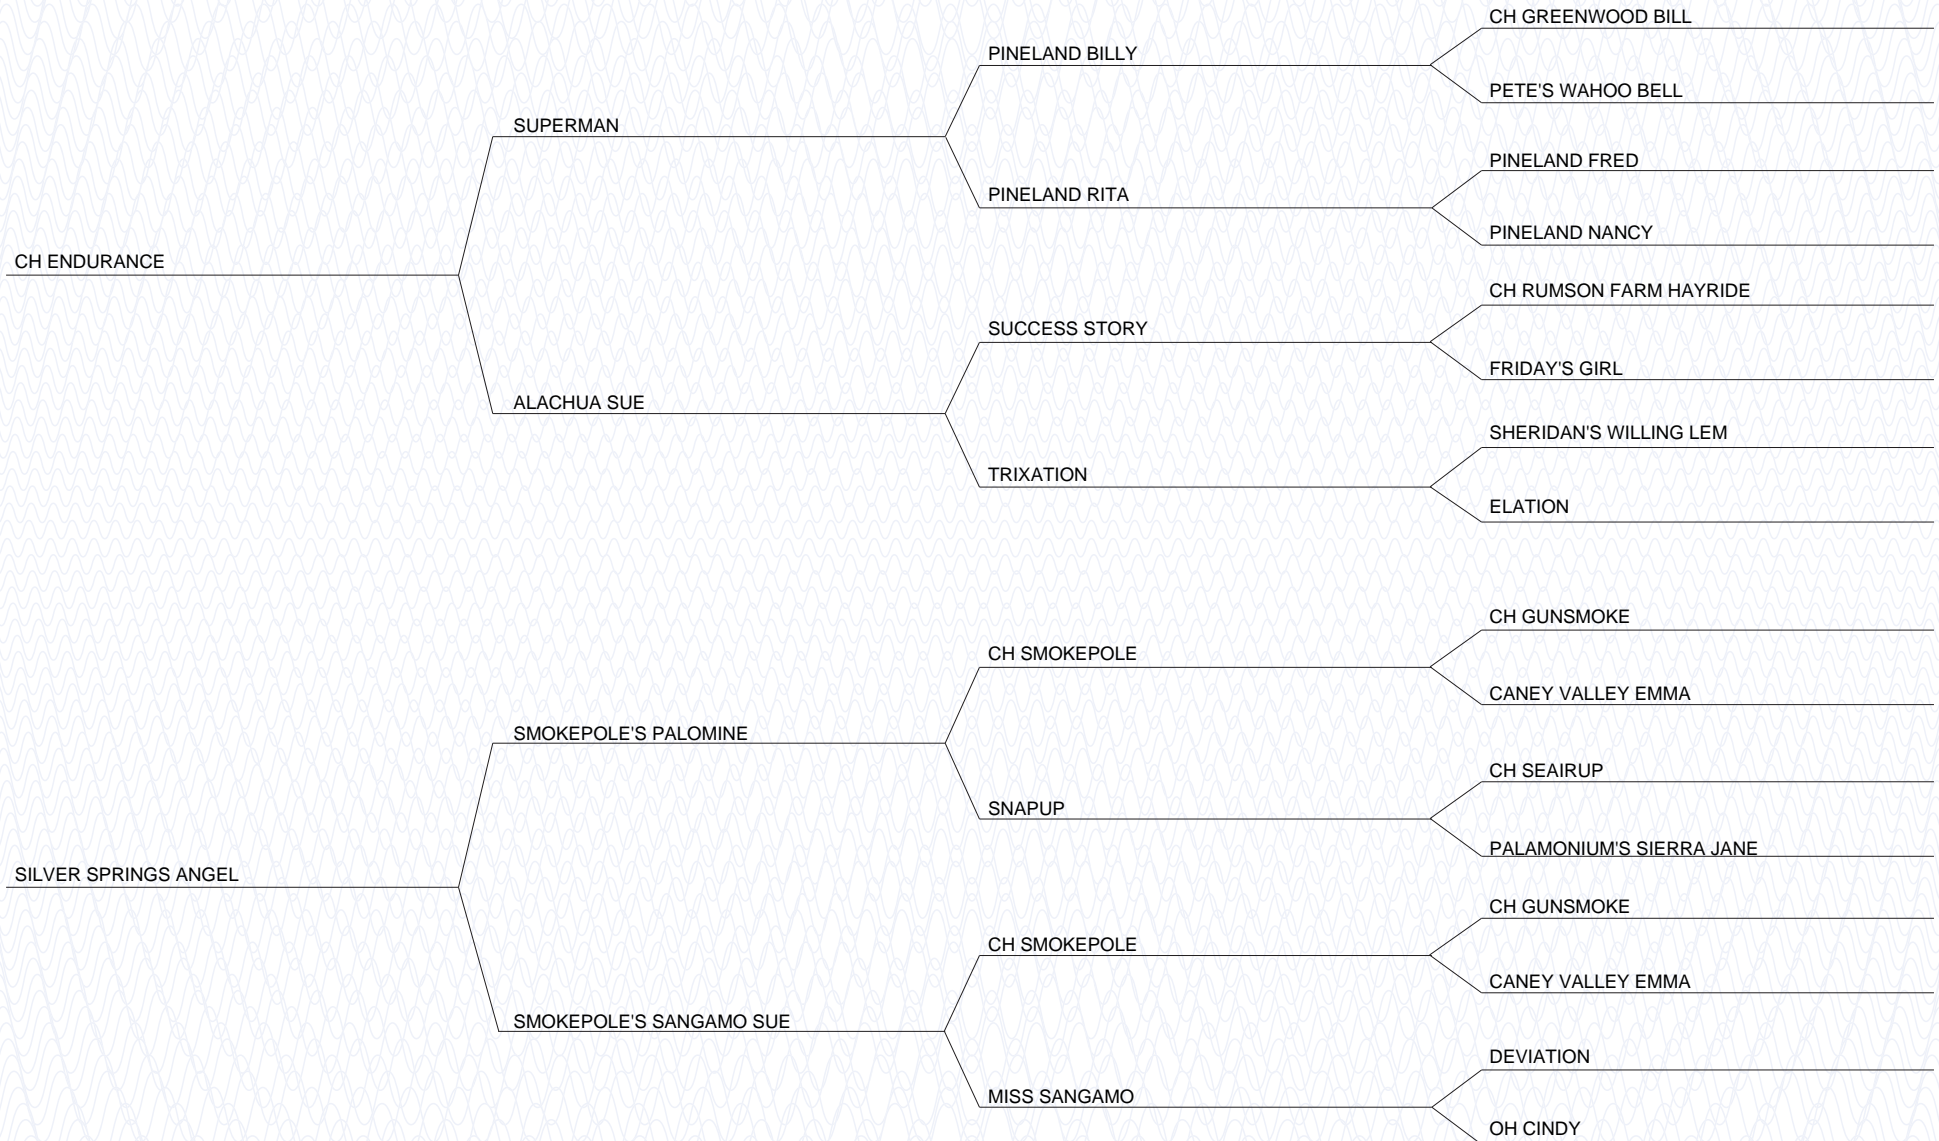 CH GREENWOOD BILL
PINELAND BILLY
PETE'S WAHOO BELL
SUPERMAN
PINELAND FRED
PINELAND RITA
PINELAND NANCY
CH ENDURANCE
CH RUMSON FARM HAYRIDE
SUCCESS STORY
FRIDAY'S GIRL
ALACHUA SUE
SHERIDAN'S WILLING LEM
TRIXATION
ELATION
CH GUNSMOKE
CH SMOKEPOLE
CANEY VALLEY EMMA
SMOKEPOLE'S PALOMINE
CH SEAIRUP
SNAPUP
PALAMONIUM'S SIERRA JANE
SILVER SPRINGS ANGEL
CH GUNSMOKE
CH SMOKEPOLE
CANEY VALLEY EMMA
SMOKEPOLE'S SANGAMO SUE
DEVIATION
MISS SANGAMO
OH CINDY